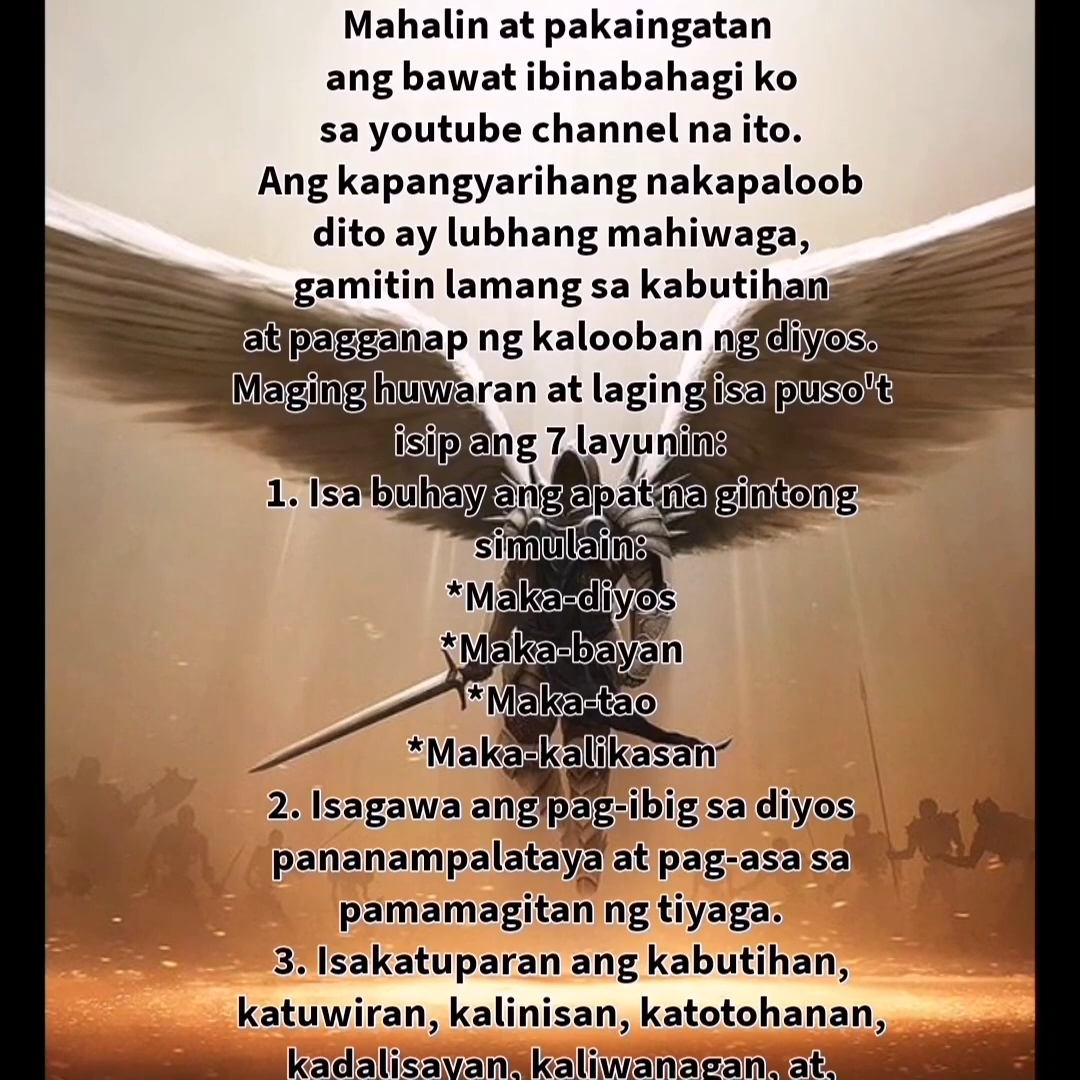 Mahalin at pakaingatan
ang bawat ibinabahagi ko
sa youtube channel na ito.
Ang kapangyarihang nakapaloob
dito ay lubhang mahiwaga,
gamitin lamang sa kabutihan
at pagganap ng kalooban ng diyos.
Maging huwaran at laging isa puso't
isip ang 7 layunin:
1. Isa buhay ang apat na gintong
simulain:
*Maka-diyos
*Maka-bayan
*Maka-tao
*Maka-kalikasan
2. Isagawa ang pag-ibig sa diyos
pananampalataya at pag-asa sa
pamamagitan ng tiyaga.
3. Isakatuparan ang kabutihan,
katuwiran, kalinisan, katotohanan,
kadalisayan, kaliwanagan, at,